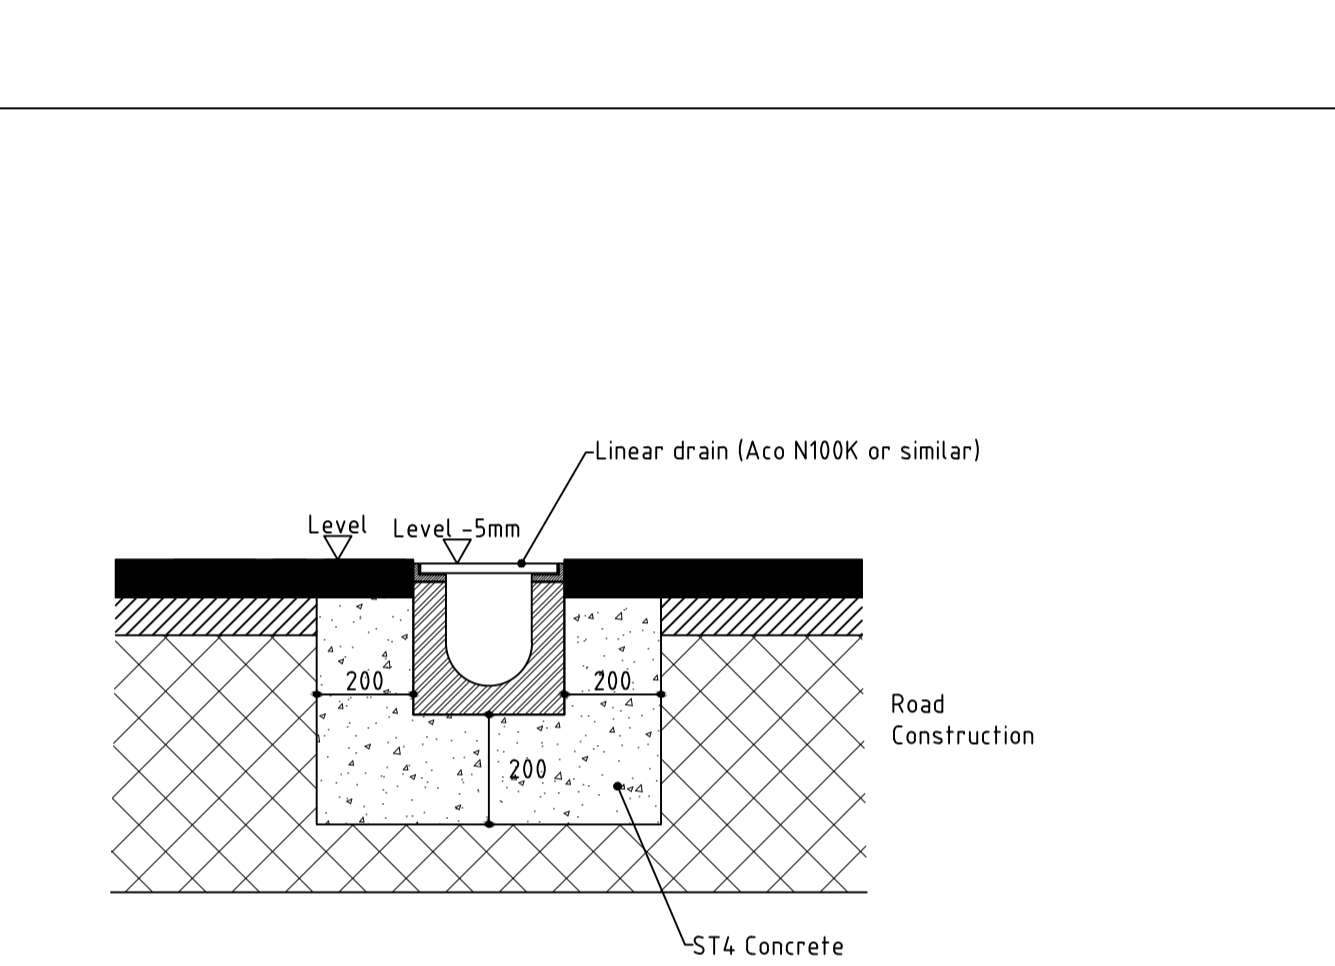 Linear drain (Aco N100K or similar)
Level
Level -5mm
200
200
Road
Construction
200
ST4 Concrete